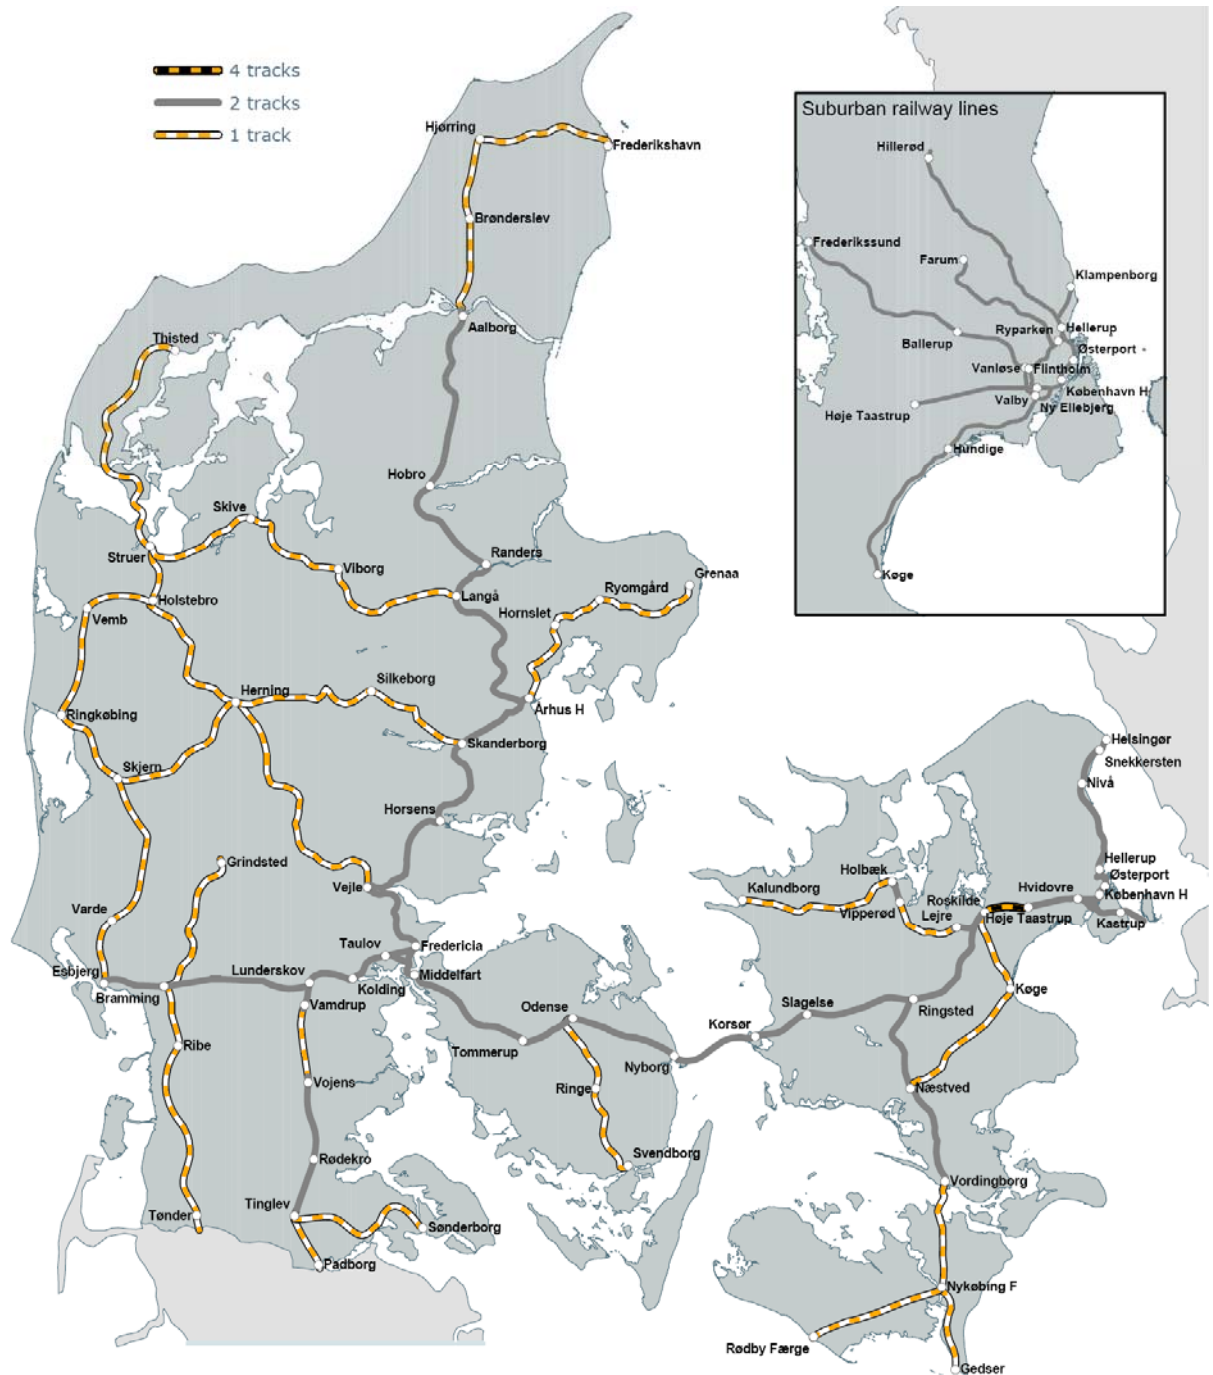 4 tracks
2 tracks
1 track
Suburban railway lines
Hillerød
Frederikssund
Farum
Klampenborg
Ryparken
Hellerup
Ballerup
Østerport
Vanløse
Flintholm
København H
Høje Taastrup
Valby
Ny Ellebjerg
Hundige
Køge
Hjørring
Frederikshavn
Brønderslev
Aalborg
Thisted
Hobro
Skive
Struer
Viborg
Randers
Langå
Grenaa
Ryomgård
Hornslet
Holstebro
Vemb
Herning
Silkeborg
Århus H
Ringkøbing
Skanderborg
Skjern
Horsens
Grindsted
Vejle
Varde
Taulov
Fredericia
Esbjerg
Lunderskov
Middelfart
Bramming
Kolding
Vamdrup
Odense
Tommerup
Nyborg
Korsør
Slagelse
Ringsted
Ribe
Vojens
Ringe
Svendborg
Rødekro
Tinglev
Tønder
Sønderborg
Padborg
Helsingør
Snekkersten
Nivå
Hellerup
Østerport
København H
Kastrup
Hvidovre
Høje Taastrup
Roskilde
Lejre
Holbæk
Vipperød
Kalundborg
Køge
Næstved
Vordingborg
Nykøbing F
Rødby Færge
Gedser